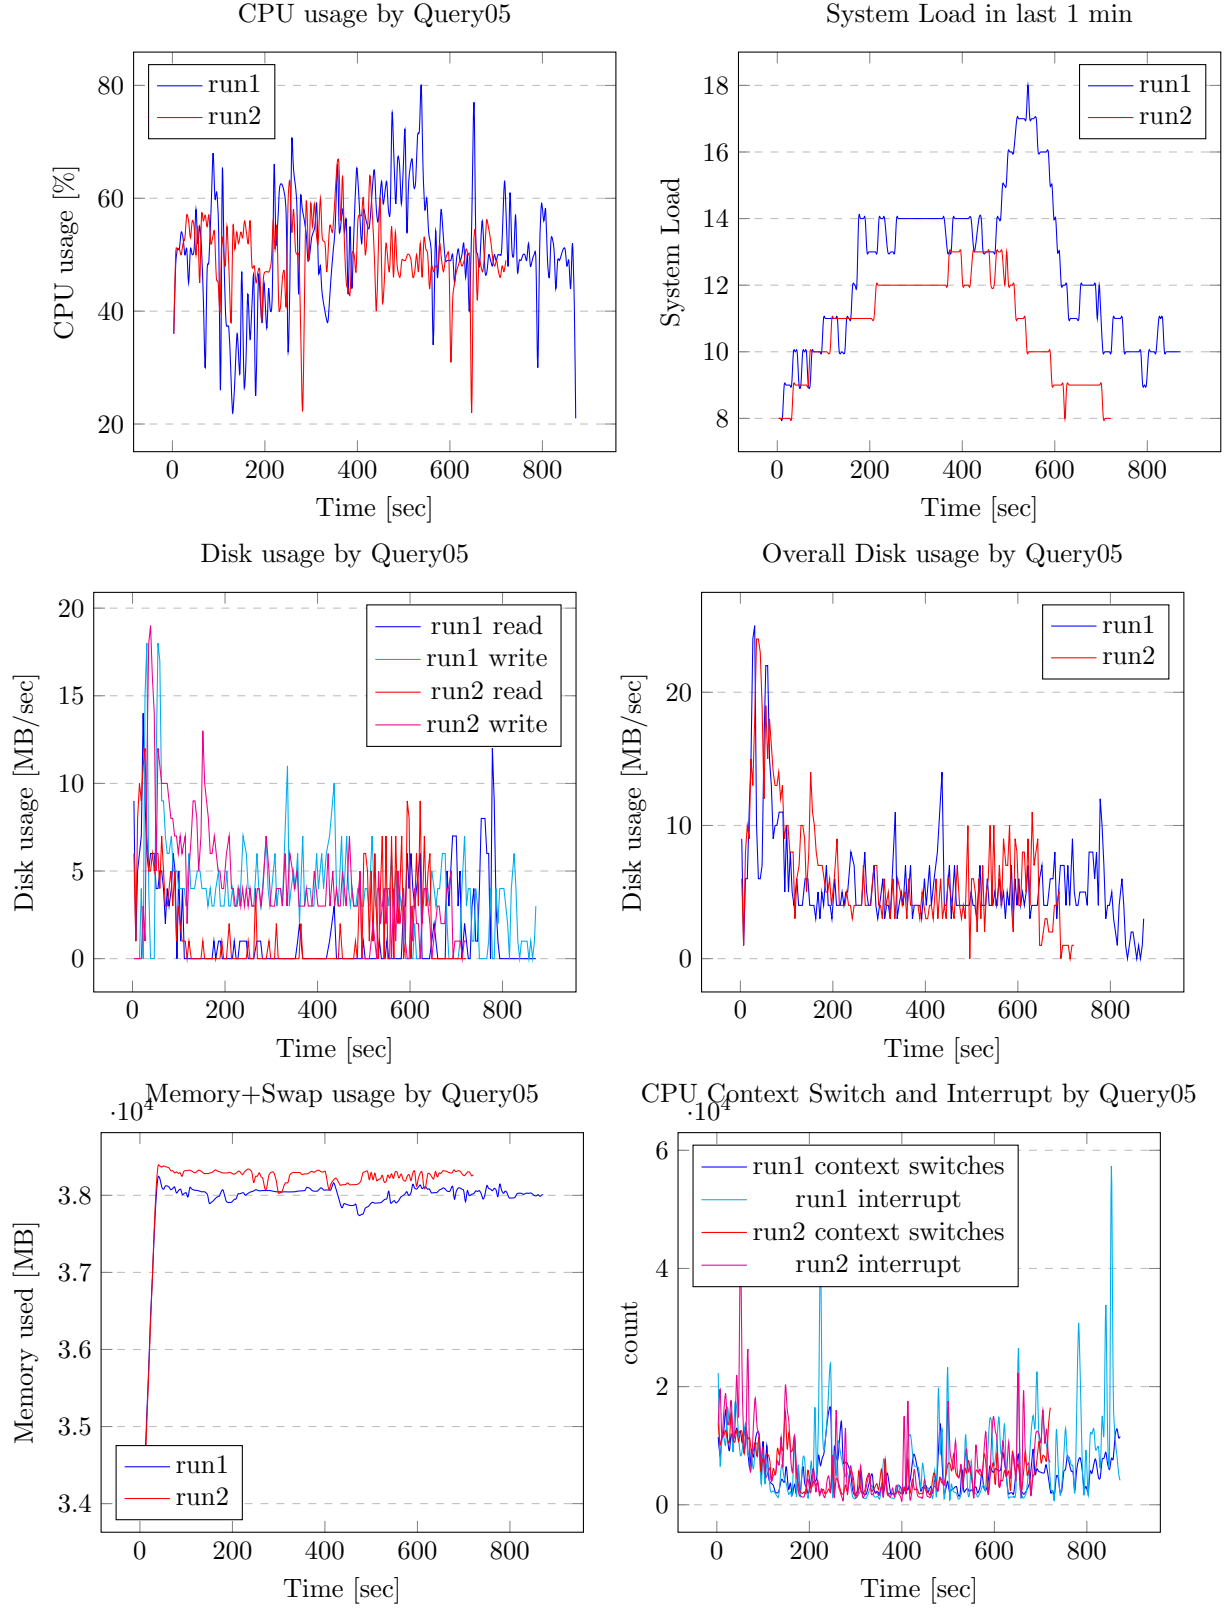 CPU usage by Query05
80
60
40
20
0
200
400
600
800
CPU usage [%]
Time [sec]
run1
run2
System Load in last 1 min
18
16
14
12
10
8
0
200
400
600
800
System Load
Time [sec]
run1
run2
Disk usage by Query05
20
15
10
5
0
0
200
400
600
800
Disk usage [MB/sec]
Time [sec]
run1 read
run1 write
run2 read
run2 write
Overall Disk usage by Query05
20
10
0
0
200
400
600
800
Disk usage [MB/sec]
Time [sec]
run1
run2
Memory+Swap usage by Query05
·10⁴
3.8
3.7
3.6
3.5
3.4
0
200
400
600
800
Memory used [MB]
Time [sec]
run1
run2
CPU Context Switch and Interrupt by Query05
·10⁴
6
4
2
0
0
200
400
600
800
count
Time [sec]
run1 context switches
run1 interrupt
run2 context switches
run2 interrupt